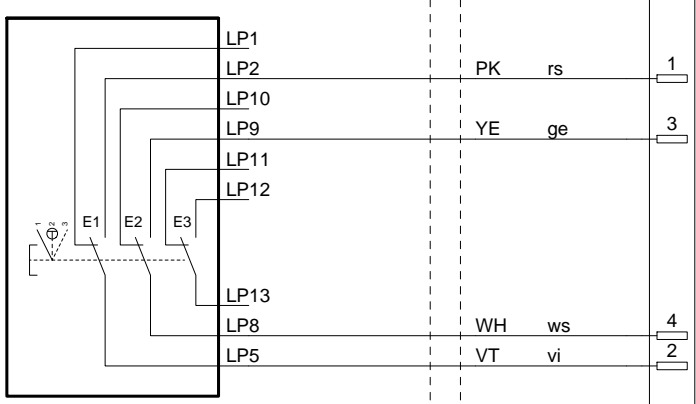 LP1
LP2 PK rs 1
LP10
LP9 YE ge 3
LP11
LP12
1 2 3 E1 E2 E3
LP13
LP8 WH ws 4
LP5 VT vi 2